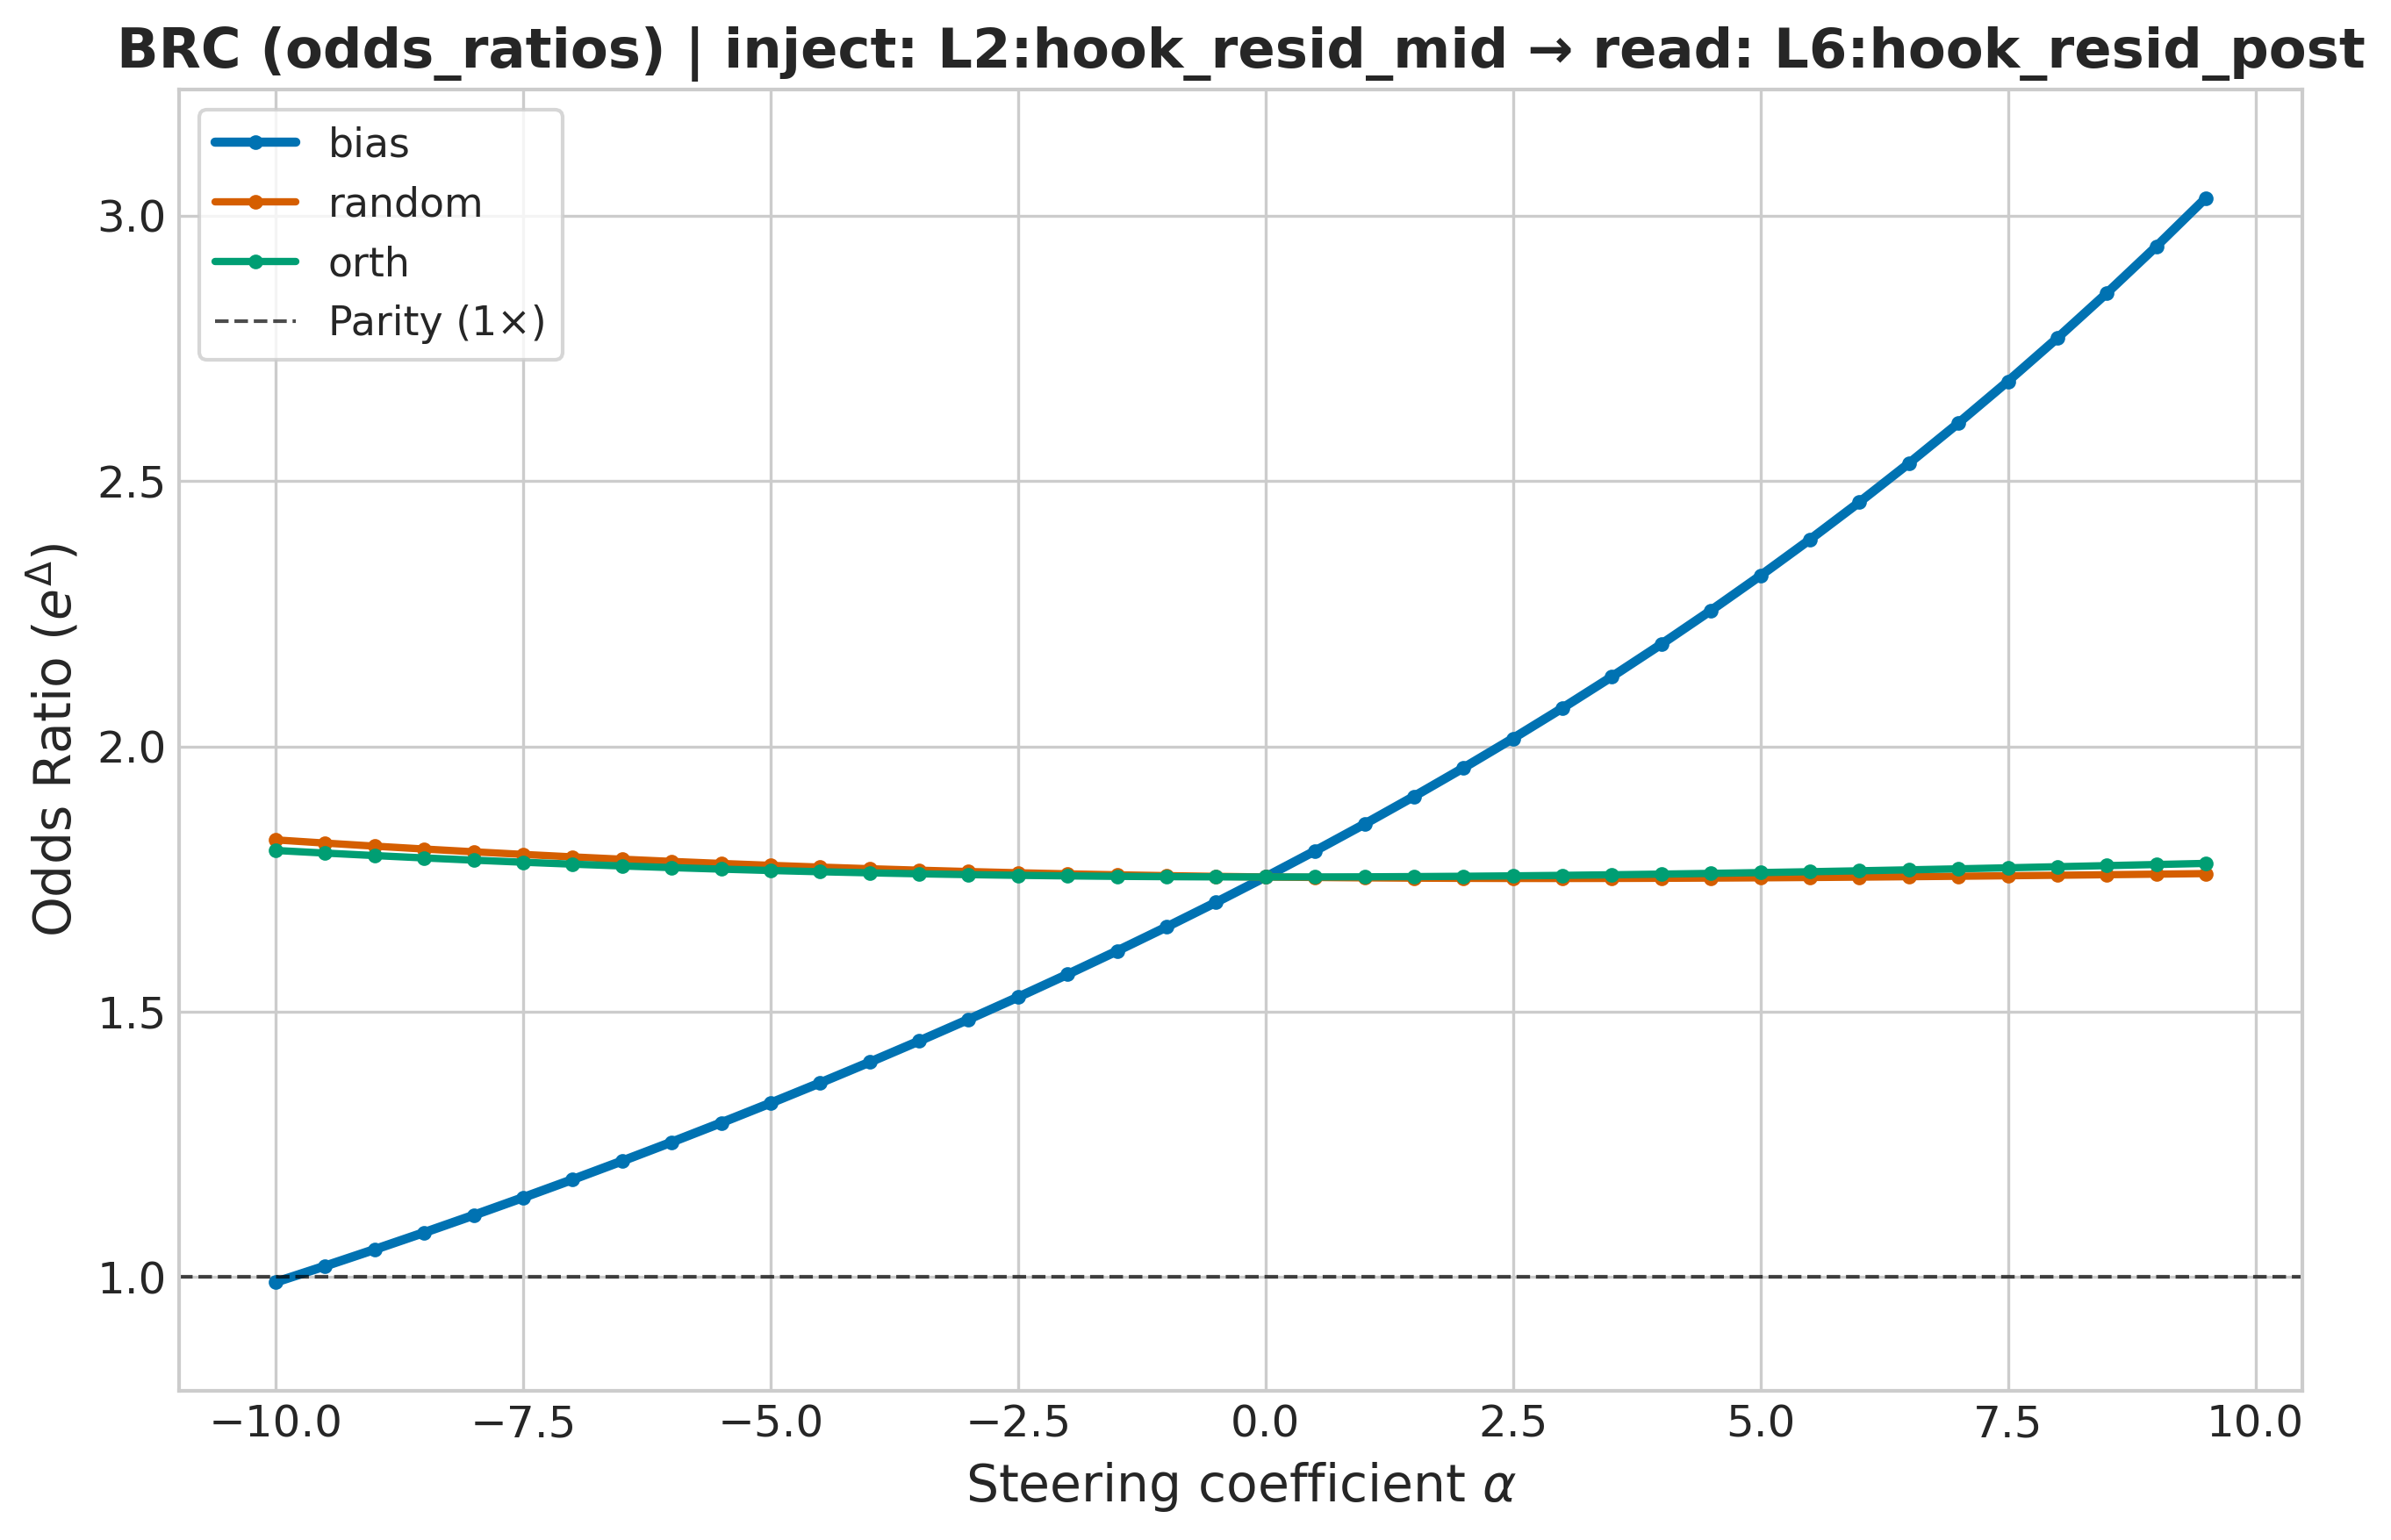 BRC (odds_ratios) | inject: L2:hook_resid_mid → read: L6:hook_resid_post
bias
random
orth
Parity (1×)
3.0
2.5
2.0
1.5
1.0
Odds Ratio (e^Δ)
−10.0 −7.5 −5.0 −2.5 0.0 2.5 5.0 7.5 10.0
Steering coefficient α